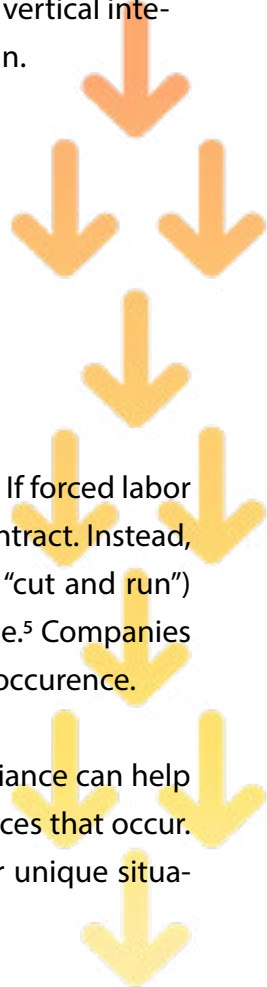 vertical inte-
n.
If forced labor
ntract. Instead,
“cut and run”)
e.⁵ Companies
occurence.
iance can help
ces that occur.
r unique situa-